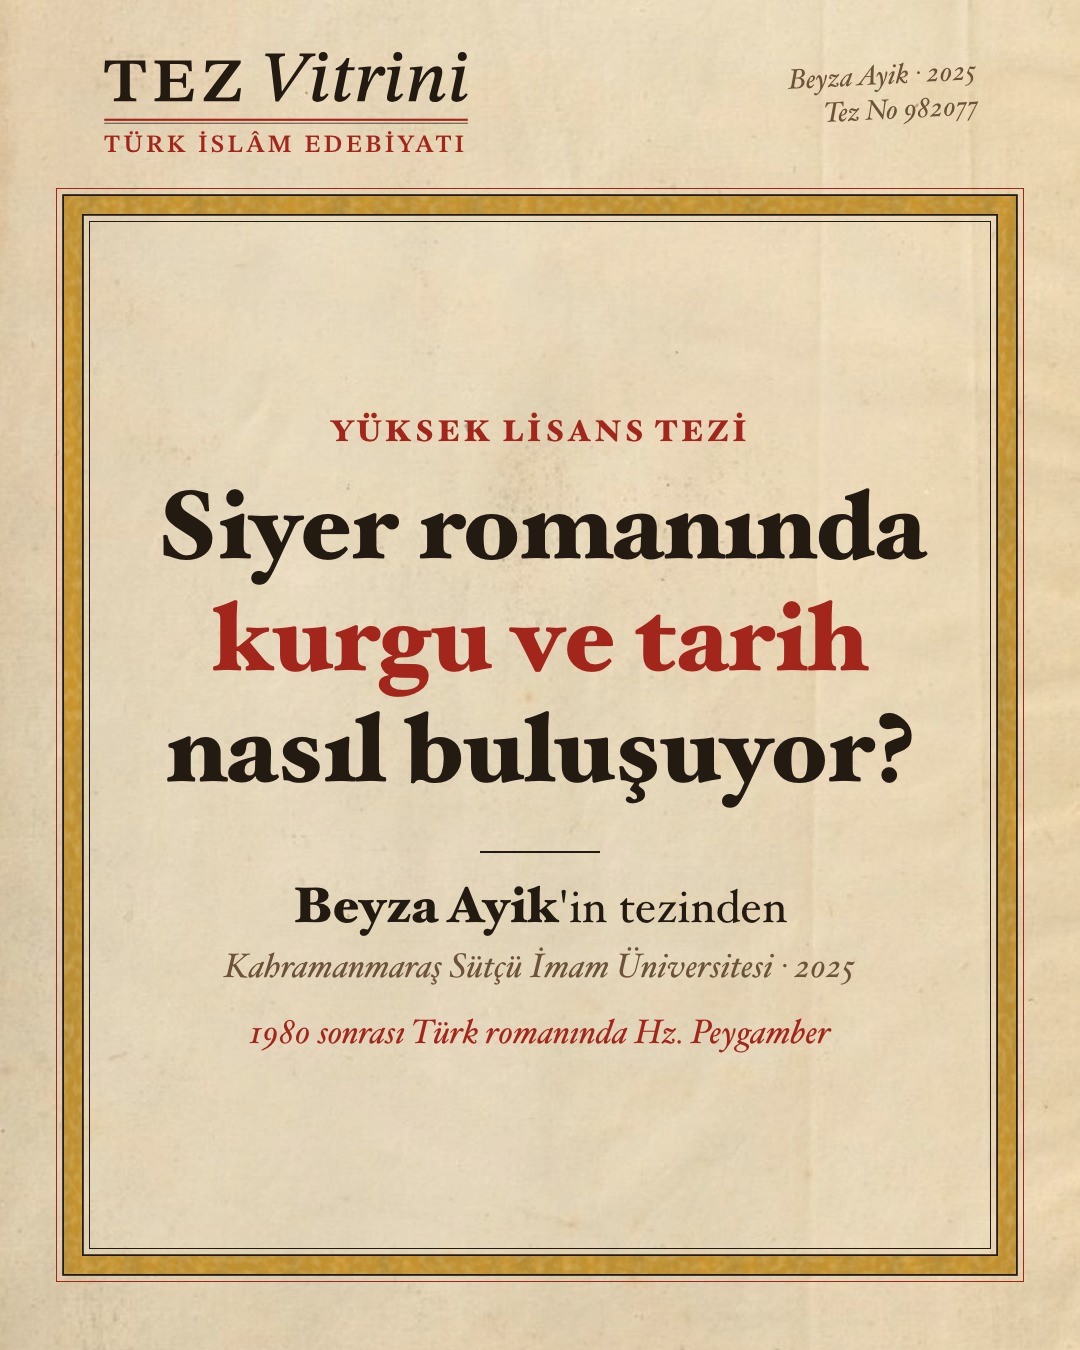 TEZ Vitrini
TÜRK İSLÂM EDEBİYATI
Beyza Ayik · 2025
Tez No 982077
YÜKSEK LİSANS TEZİ
Siyer romanında
kurgu ve tarih
nasıl buluşuyor?
Beyza Ayik'in tezinden
Kahramanmaraş Sütçü İmam Üniversitesi · 2025
1980 sonrası Türk romanında Hz. Peygamber